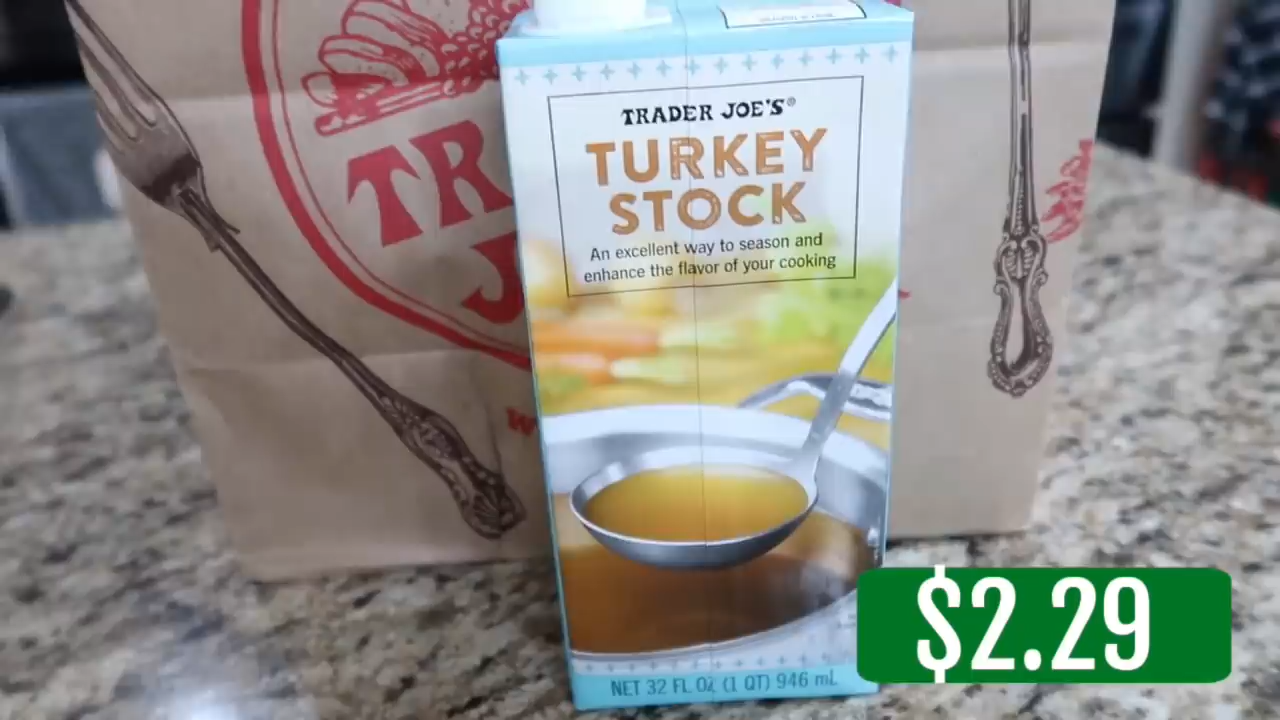 TRADER JOE'S®
TURKEY
STOCK
An excellent way to season and
enhance the flavor of your cooking
NET 32 FL OZ (1 QT) 946 mL
TR
J
W
$2.29